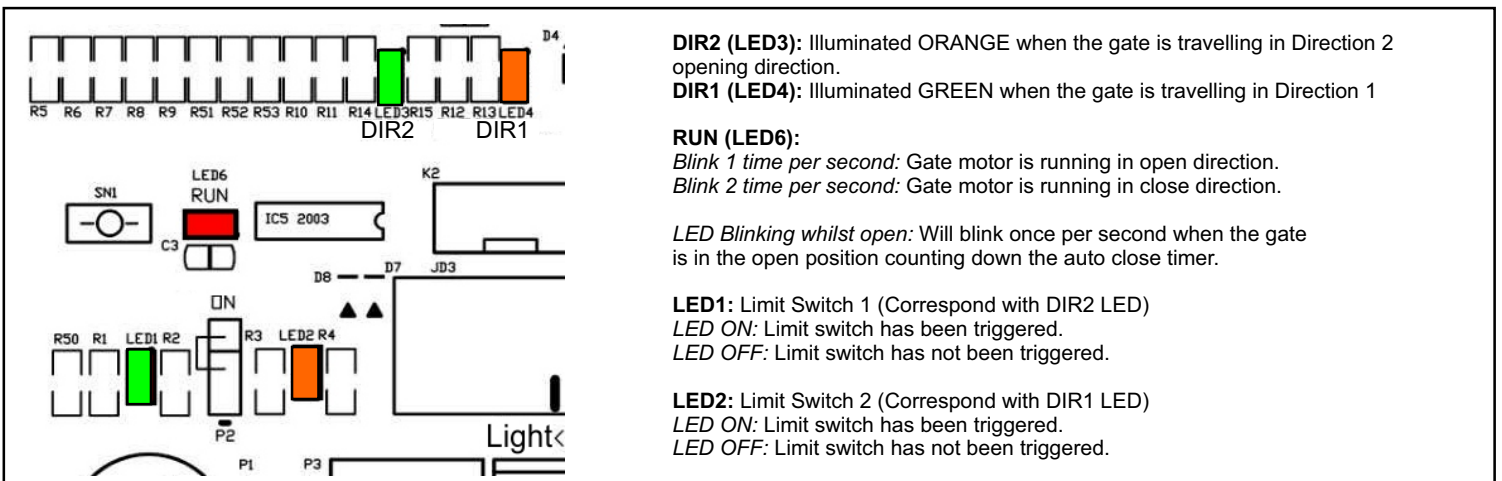 D4
R5 R6 R7 R8 R9 R51 R52 R53 R10 R11 R14 LED3 R15 R12 R13 LED4
DIR2 DIR1
LED6
RUN
SN1
K2
IC5 2003
C3
D8 D7 JD3
ON
R50 R1 LED1 R2 R3 LED2 R4
P2
Light<
P1 P3
DIR2 (LED3): Illuminated ORANGE when the gate is travelling in Direction 2
opening direction.
DIR1 (LED4): Illuminated GREEN when the gate is travelling in Direction 1
RUN (LED6):
Blink 1 time per second: Gate motor is running in open direction.
Blink 2 time per second: Gate motor is running in close direction.
LED Blinking whilst open: Will blink once per second when the gate
is in the open position counting down the auto close timer.
LED1: Limit Switch 1 (Correspond with DIR2 LED)
LED ON: Limit switch has been triggered.
LED OFF: Limit switch has not been triggered.
LED2: Limit Switch 2 (Correspond with DIR1 LED)
LED ON: Limit switch has been triggered.
LED OFF: Limit switch has not been triggered.